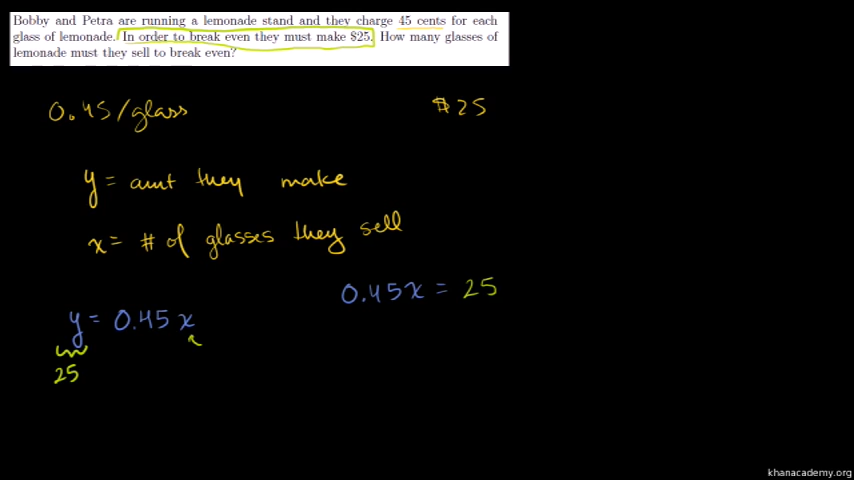 Bobby and Petra are running a lemonade stand and they charge 45 cents for each
glass of lemonade. In order to break even they must make $25. How many glasses of
lemonade must they sell to break even?
0.45/glass $25
y = amt they make
x = # of glasses they sell
0.45x = 25
y = 0.45x
25
khanacademy.org